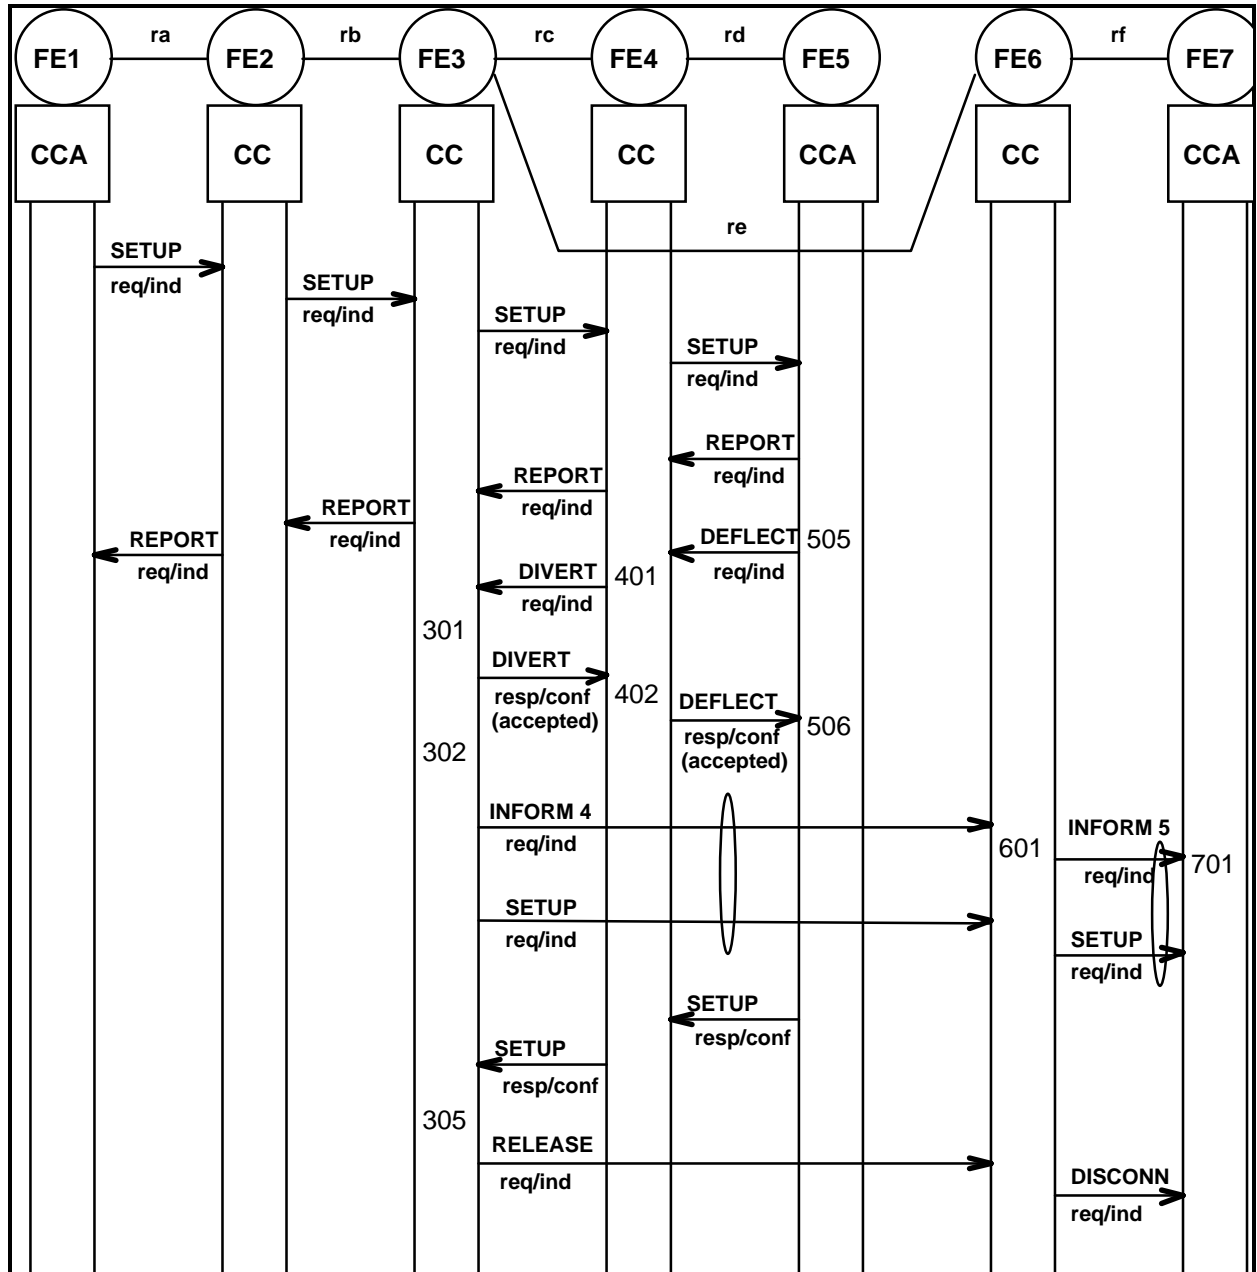 ra rb rc rd rf
FE1 FE2 FE3 FE4 FE5 FE6 FE7
CCA CC CC CC CCA CC CCA
re
SETUP
req/ind
SETUP
req/ind
SETUP
req/ind
SETUP
req/ind
REPORT
req/ind
REPORT
req/ind
REPORT
req/ind
REPORT
req/ind
DEFLECT 505
req/ind
DIVERT 401
req/ind
301
DIVERT
resp/conf
(accepted)
402
DEFLECT
resp/conf
(accepted)
506
302
INFORM 4
req/ind
601
INFORM 5
req/ind
701
SETUP
req/ind
SETUP
req/ind
SETUP
resp/conf
SETUP
resp/conf
305
RELEASE
req/ind
DISCONN
req/ind